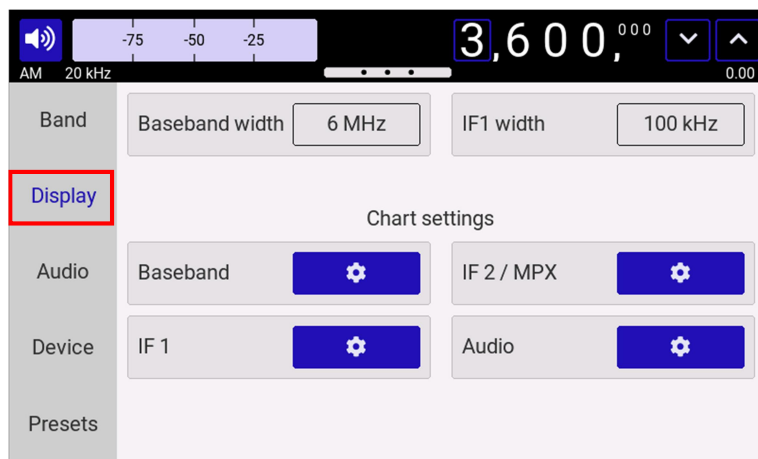 -75 -50 -25
3,600,000
AM 20 kHz
0.00
Band
Baseband width 6 MHz
IF1 width 100 kHz
Display
Chart settings
Audio
Baseband
IF 2 / MPX
Device
IF 1
Audio
Presets